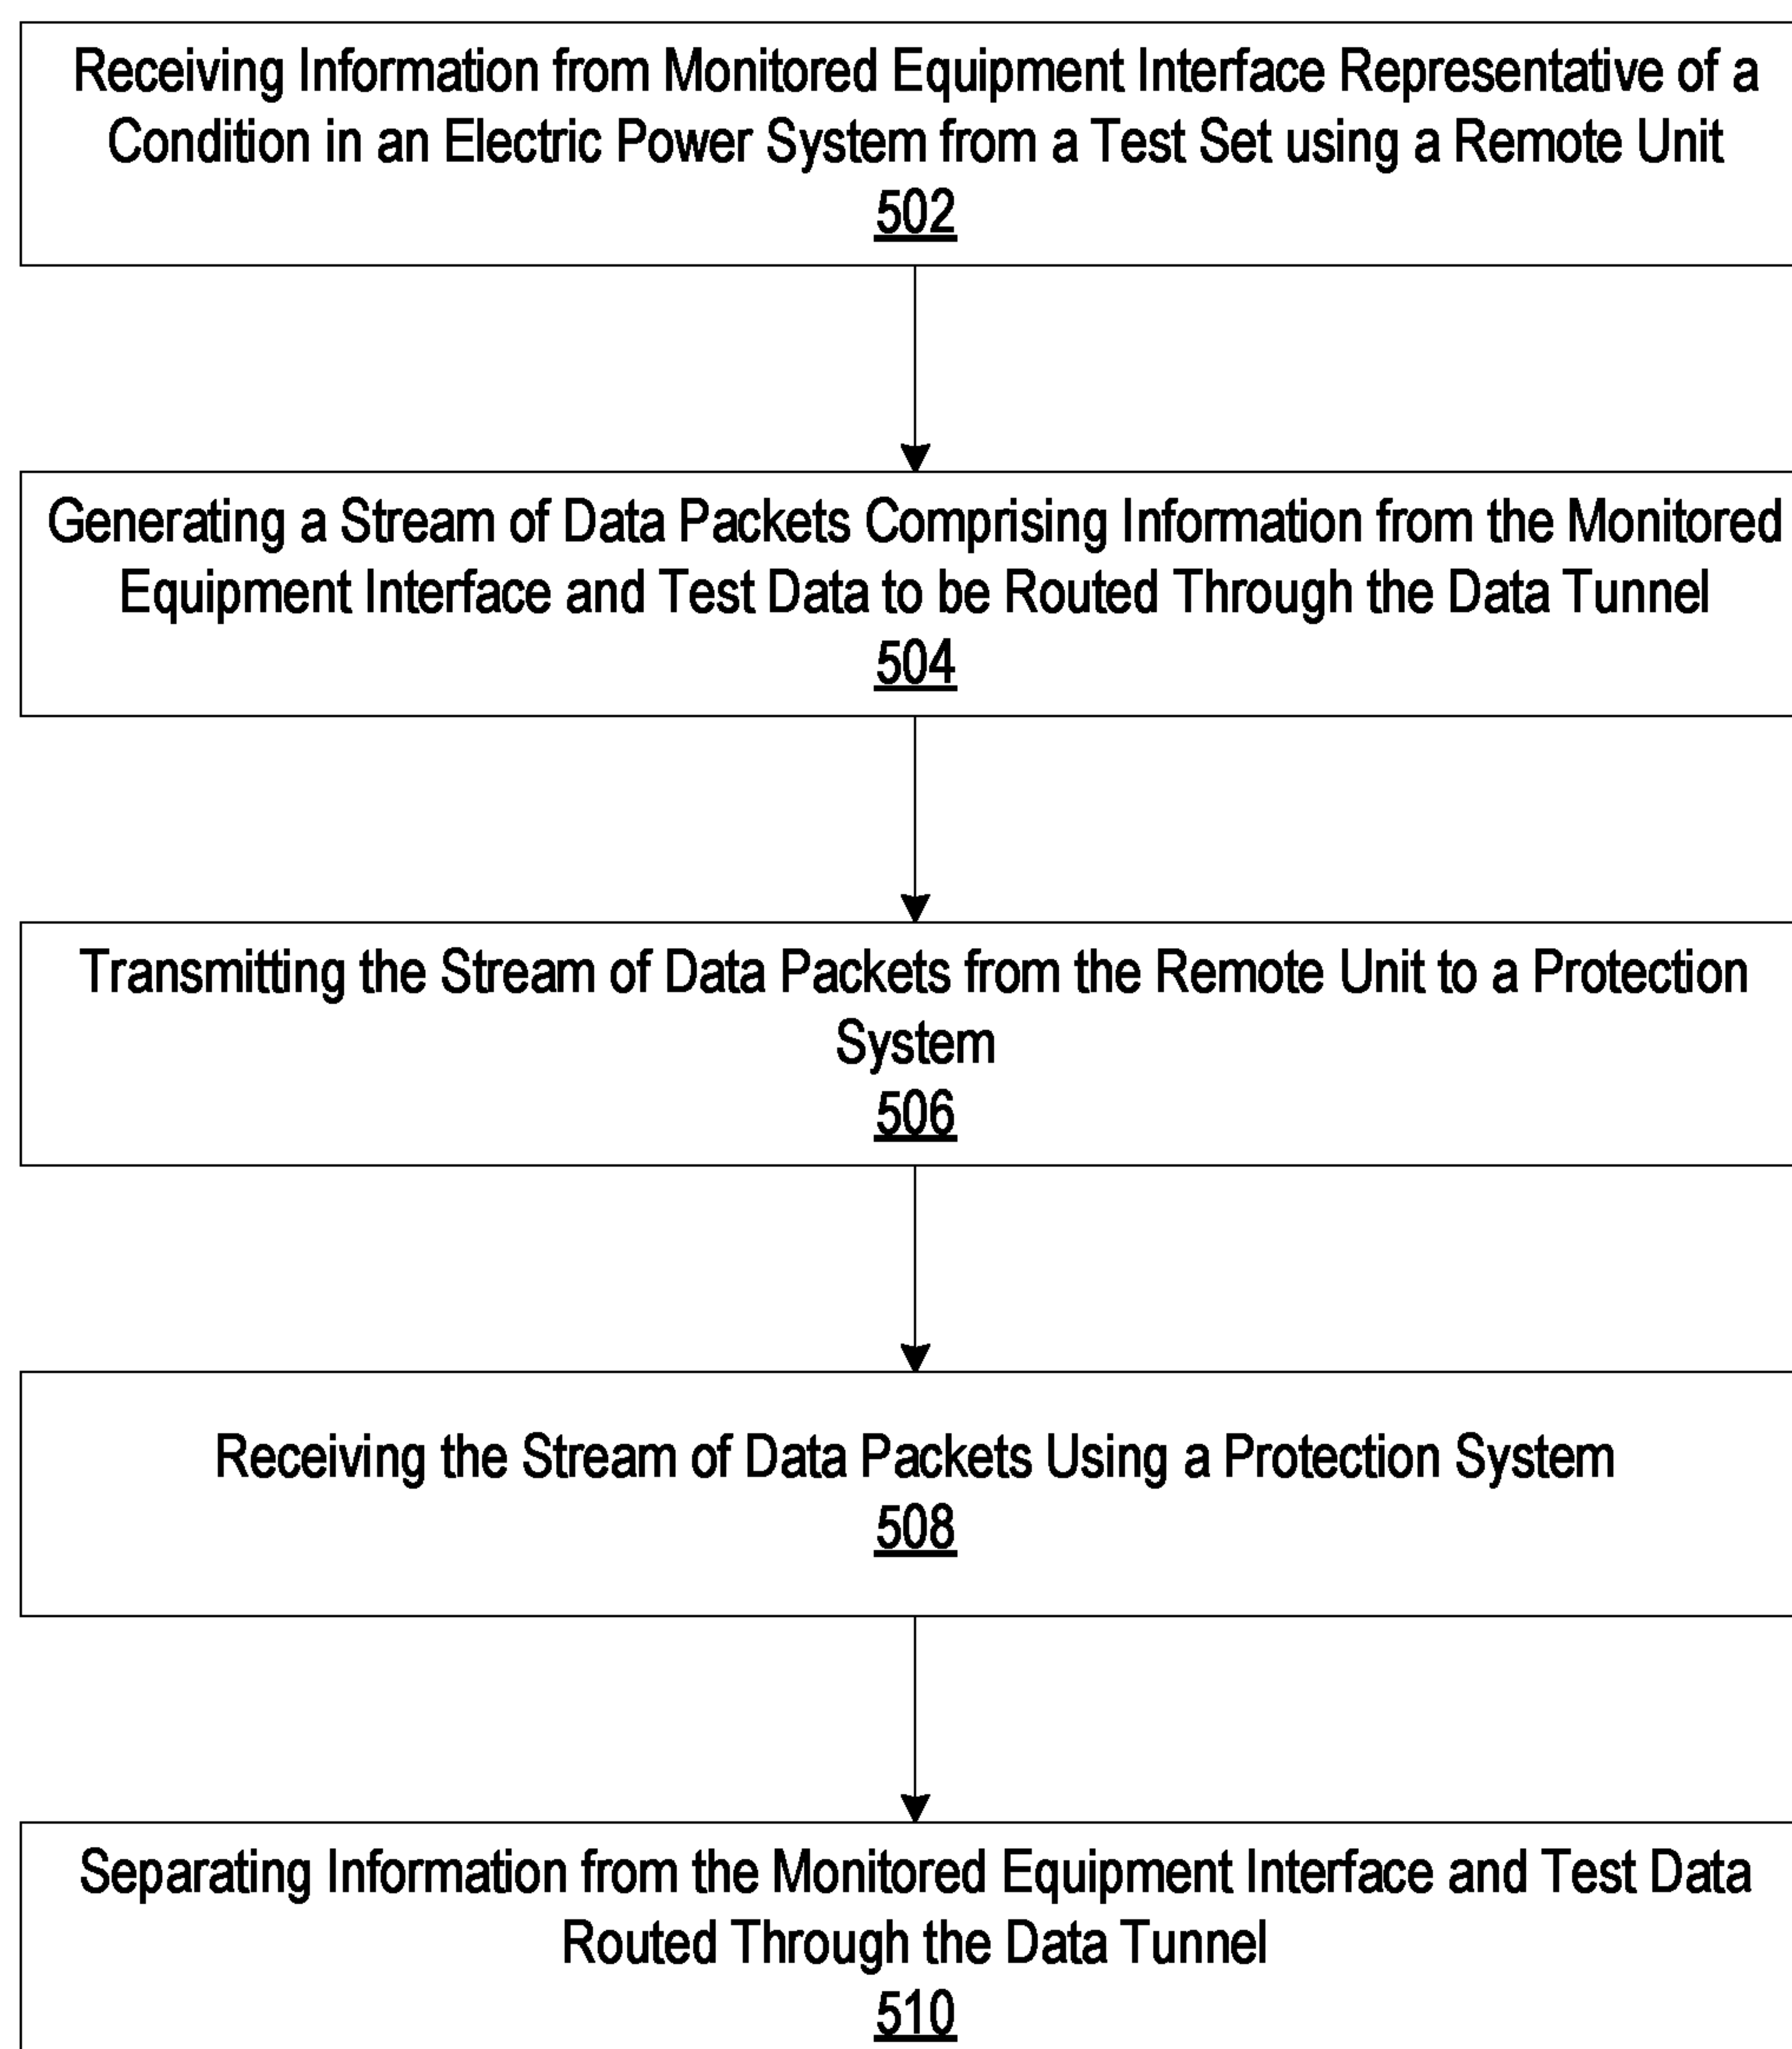 Receiving Information from Monitored Equipment Interface Representative of a
Condition in an Electric Power System from a Test Set using a Remote Unit
502
Generating a Stream of Data Packets Comprising Information from the Monitored
Equipment Interface and Test Data to be Routed Through the Data Tunnel
504
Transmitting the Stream of Data Packets from the Remote Unit to a Protection
System
506
Receiving the Stream of Data Packets Using a Protection System
508
Separating Information from the Monitored Equipment Interface and Test Data
Routed Through the Data Tunnel
510